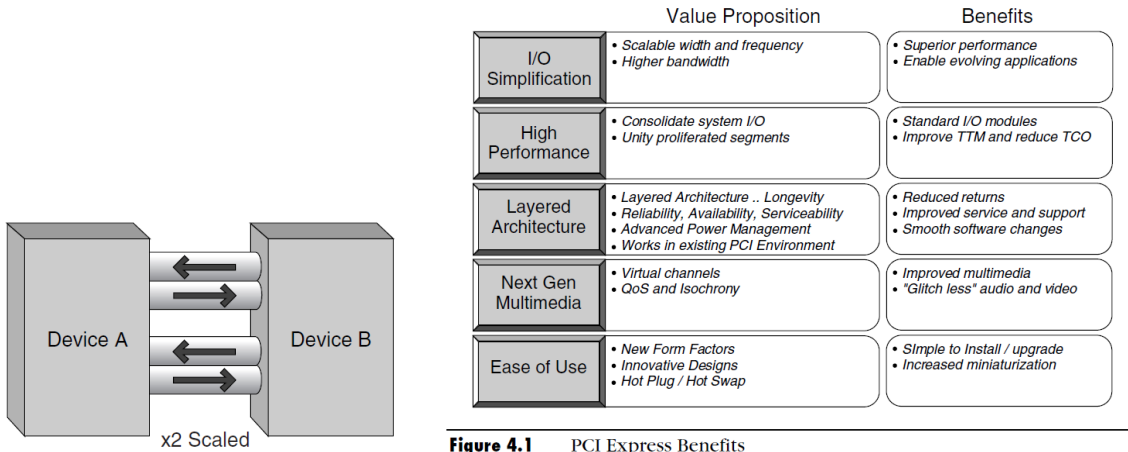 Device A
Device B
x2 Scaled
Value Proposition
Benefits
I/O
Simplification
• Scalable width and frequency
• Higher bandwidth
• Superior performance
• Enable evolving applications
High
Performance
• Consolidate system I/O
• Unity proliferated segments
• Standard I/O modules
• Improve TTM and reduce TCO
Layered
Architecture
• Layered Architecture .. Longevity
• Reliability, Availability, Serviceability
• Advanced Power Management
• Works in existing PCI Environment
• Reduced returns
• Improved service and support
• Smooth software changes
Next Gen
Multimedia
• Virtual channels
• QoS and Isochrony
• Improved multimedia
• "Glitch less" audio and video
Ease of Use
• New Form Factors
• Innovative Designs
• Hot Plug / Hot Swap
• SImple to Install / upgrade
• Increased miniaturization
Figure 4.1 PCI Express Benefits